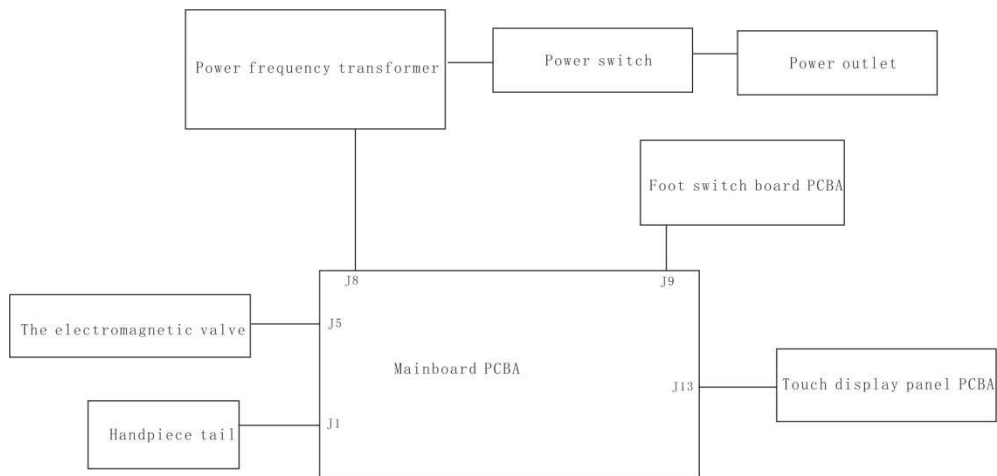 Power frequency transformer
Power switch
Power outlet
Foot switch board PCBA
J8
J9
The electromagnetic valve
J5
Mainboard PCBA
J13
Touch display panel PCBA
Handpiece tail
J1